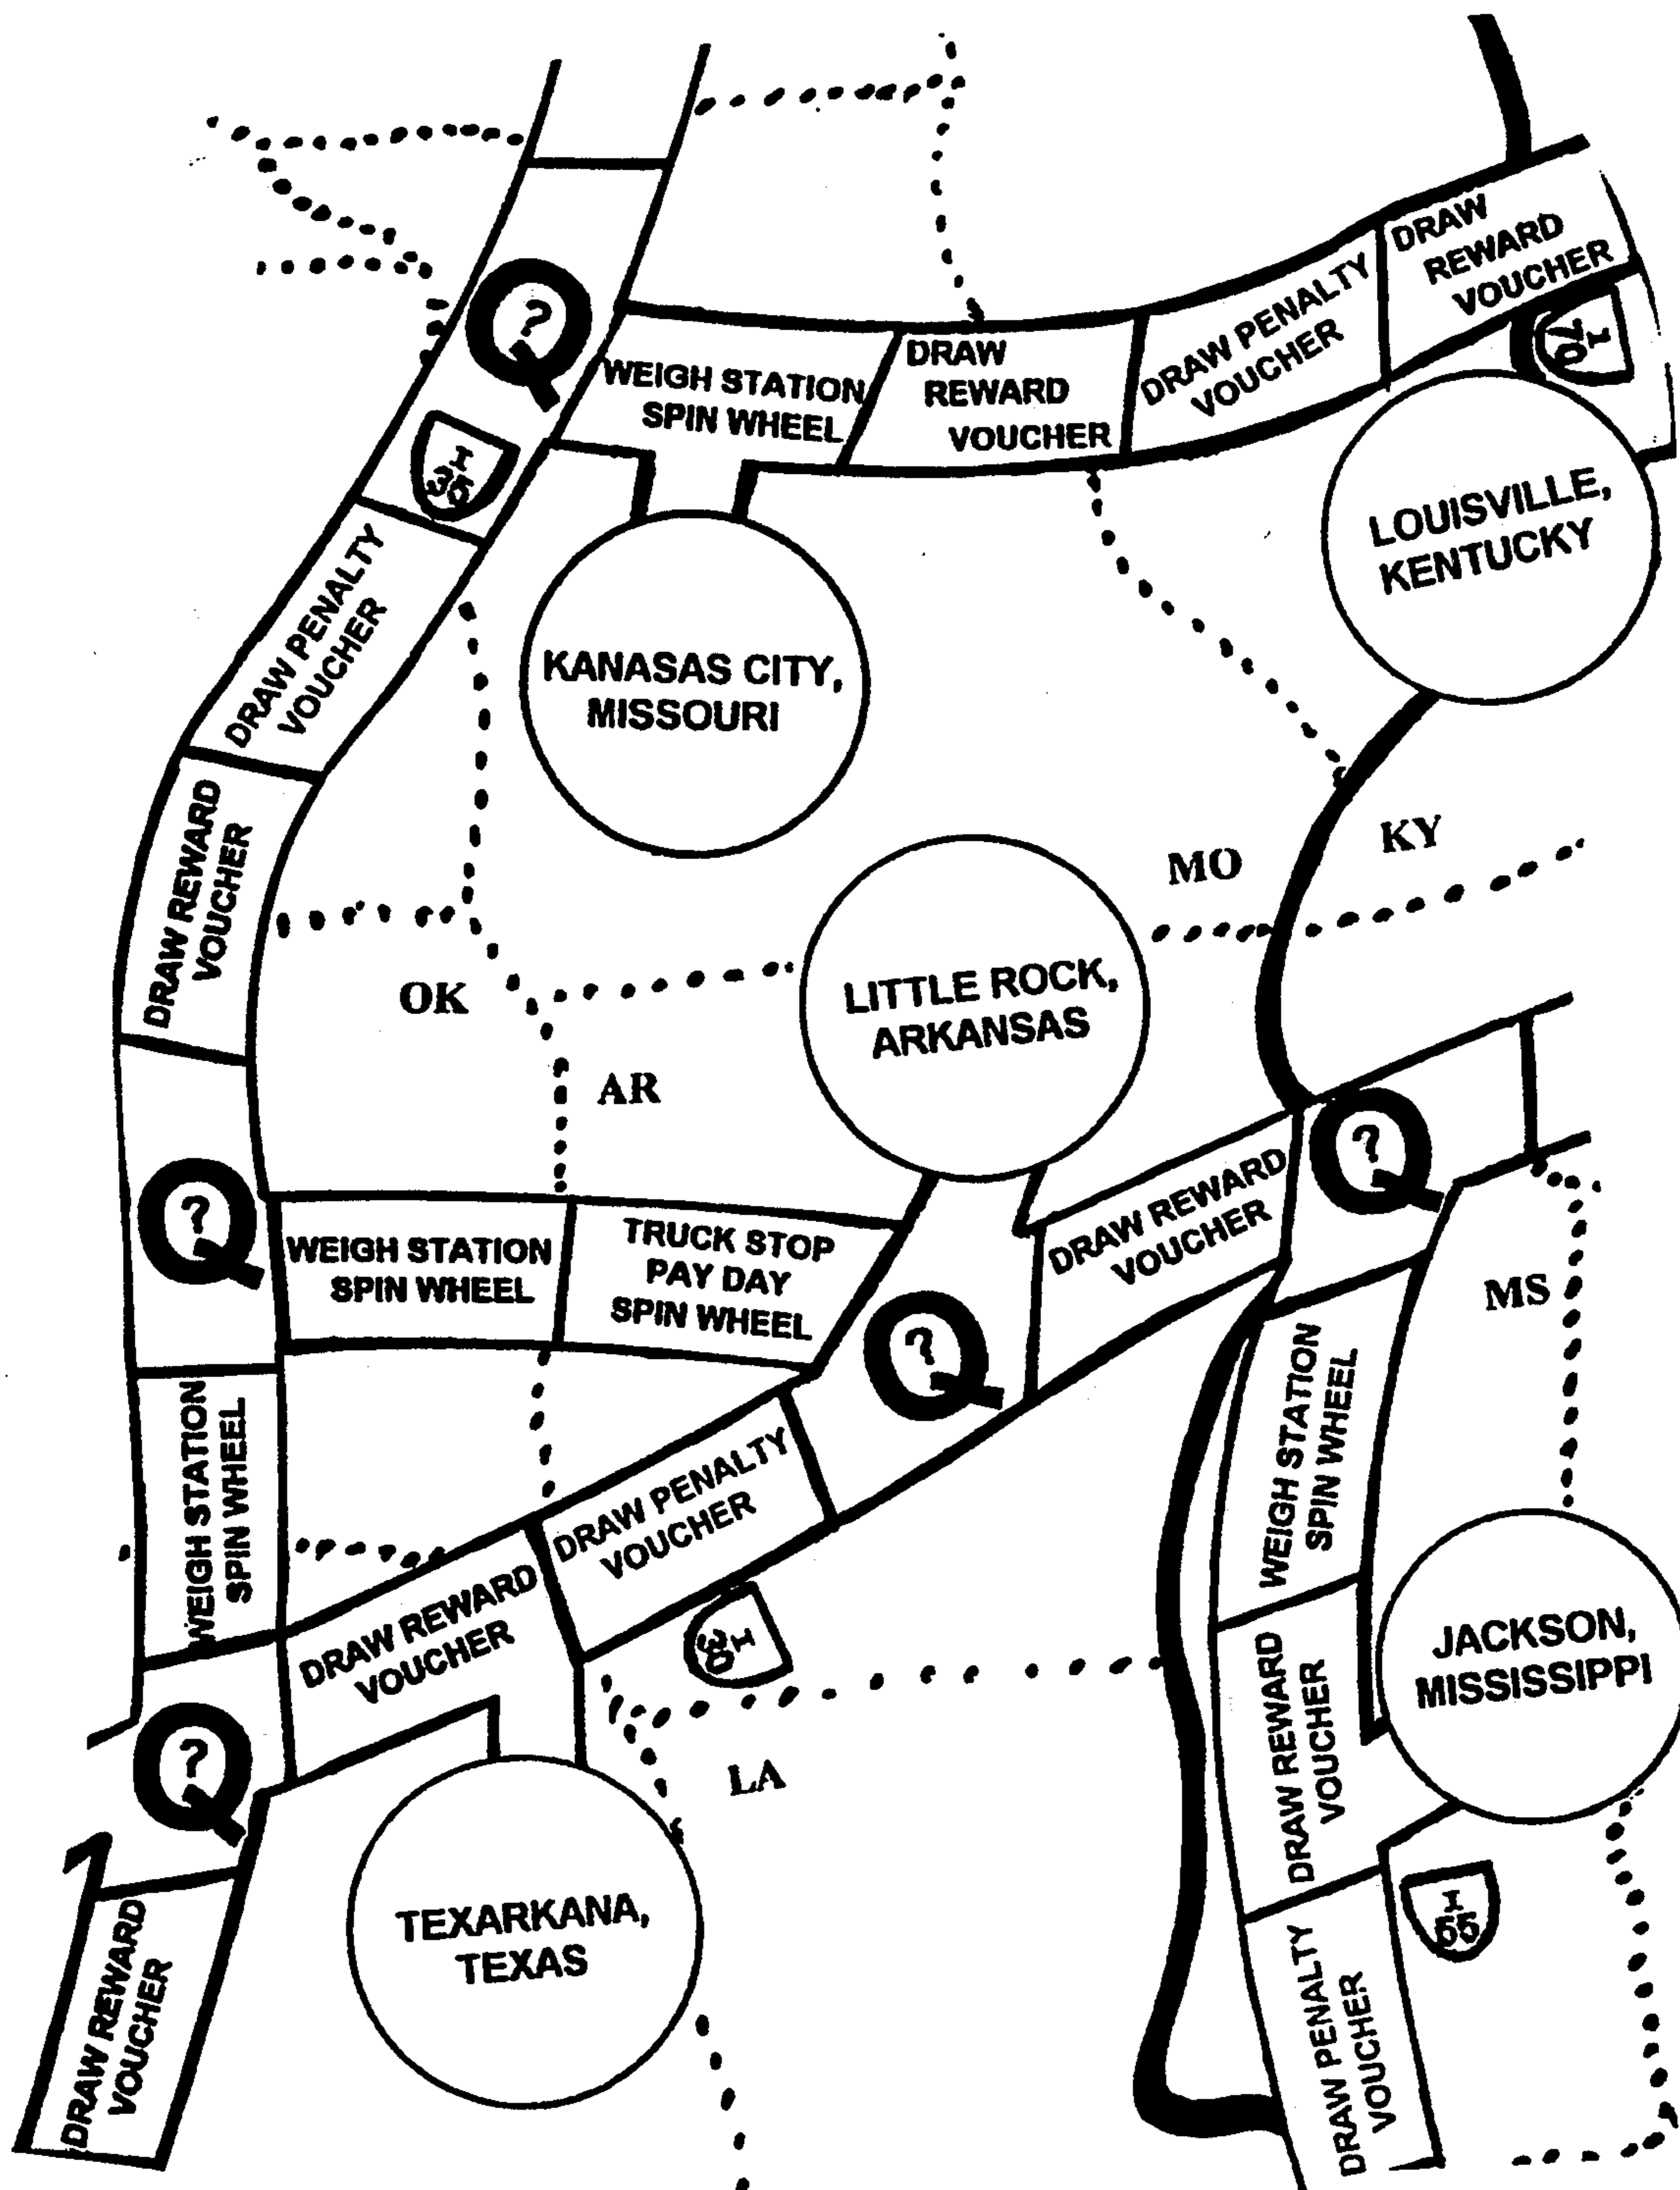 DRAW
REWARD
VOUCHER
I
76
Q
?
WEIGH STATION
SPIN WHEEL
DRAW
REWARD
VOUCHER
DRAW PENALTY
VOUCHER
I
35
LOUISVILLE,
KENTUCKY
DRAW PENALTY
VOUCHER
KANASAS CITY,
MISSOURI
DRAW REWARD
VOUCHER
MO
KY
OK
LITTLE ROCK,
ARKANSAS
AR
Q
?
Q
?
DRAW REWARD
VOUCHER
WEIGH STATION
SPIN WHEEL
TRUCK STOP
PAY DAY
SPIN WHEEL
MS
Q
?
WEIGH STATION
SPIN WHEEL
WEIGH STATION
SPIN WHEEL
DRAW PENALTY
VOUCHER
DRAW REWARD
VOUCHER
I
30
DRAW REWARD
VOUCHER
JACKSON,
MISSISSIPPI
Q
?
LA
TEXARKANA,
TEXAS
I
55
DRAW REWARD
VOUCHER
DRAW PENALTY
VOUCHER